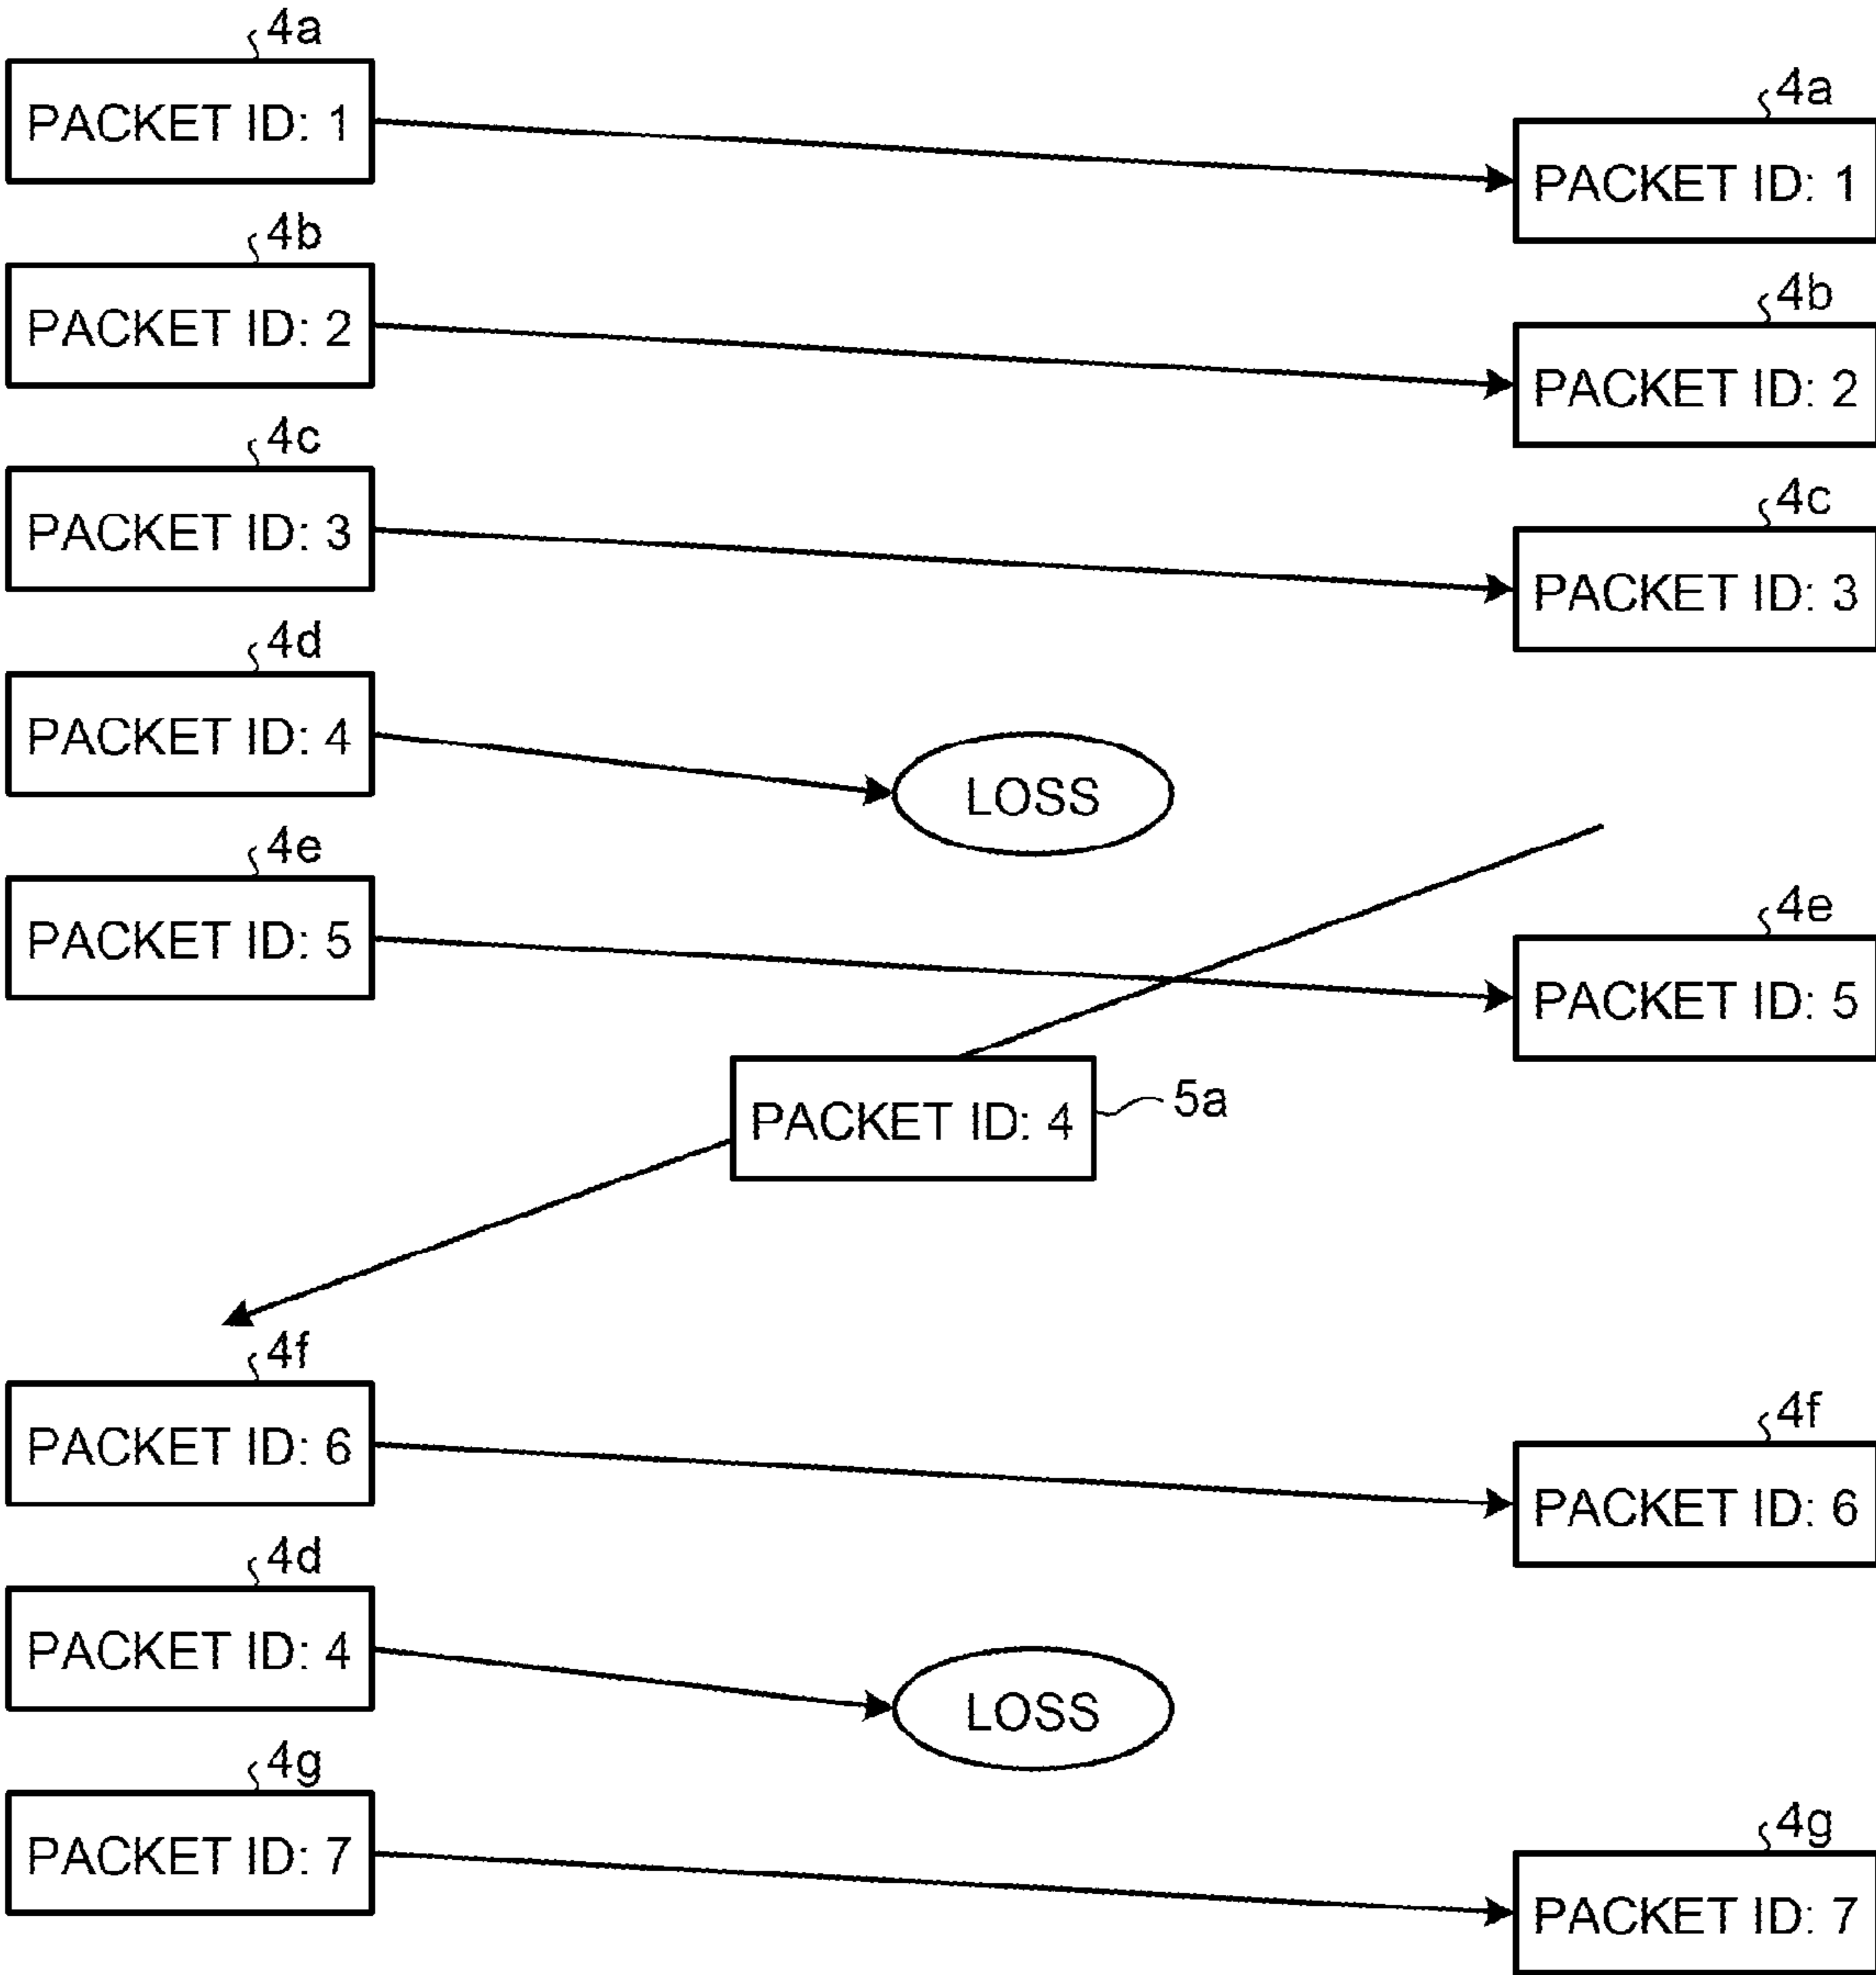 4a
PACKET ID: 1
4a
PACKET ID: 1
4b
PACKET ID: 2
4b
PACKET ID: 2
4c
PACKET ID: 3
4c
PACKET ID: 3
4d
PACKET ID: 4
LOSS
4e
PACKET ID: 5
4e
PACKET ID: 5
PACKET ID: 4
5a
4f
PACKET ID: 6
4f
PACKET ID: 6
4d
PACKET ID: 4
LOSS
4g
PACKET ID: 7
4g
PACKET ID: 7